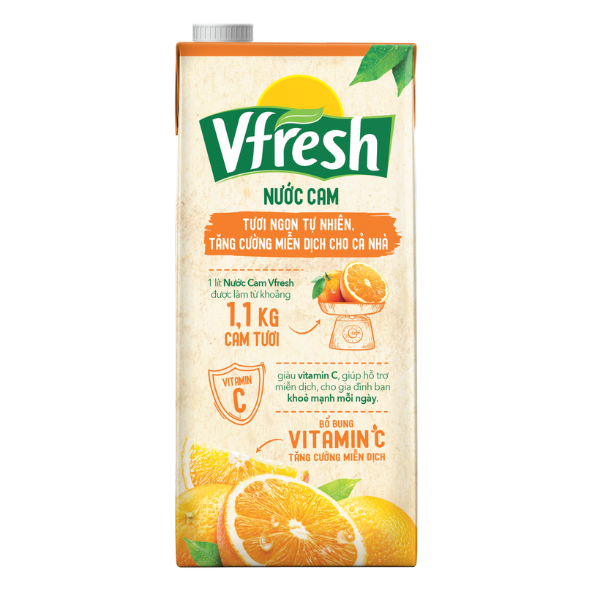 Vfresh
NƯỚC CAM
TƯƠI NGON TỰ NHIÊN,
TĂNG CƯỜNG MIỄN DỊCH CHO CẢ NHÀ
1 lít Nước Cam Vfresh
được làm từ khoảng
1,1 KG
CAM TƯƠI
VITAMIN
C
giàu vitamin C, giúp hỗ trợ
miễn dịch, cho gia đình bạn
khoẻ mạnh mỗi ngày.
BỔ SUNG
VITAMIN C
TĂNG CƯỜNG MIỄN DỊCH